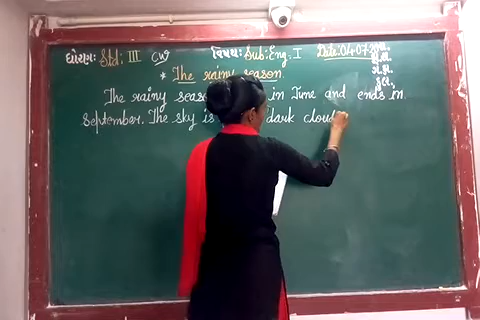 ધોરણ: Std: III CW વિષય: Sub: Eng-I Date: 04-07
* The rainy season.
The rainy in June and ends in
September. The sky is dark cloud